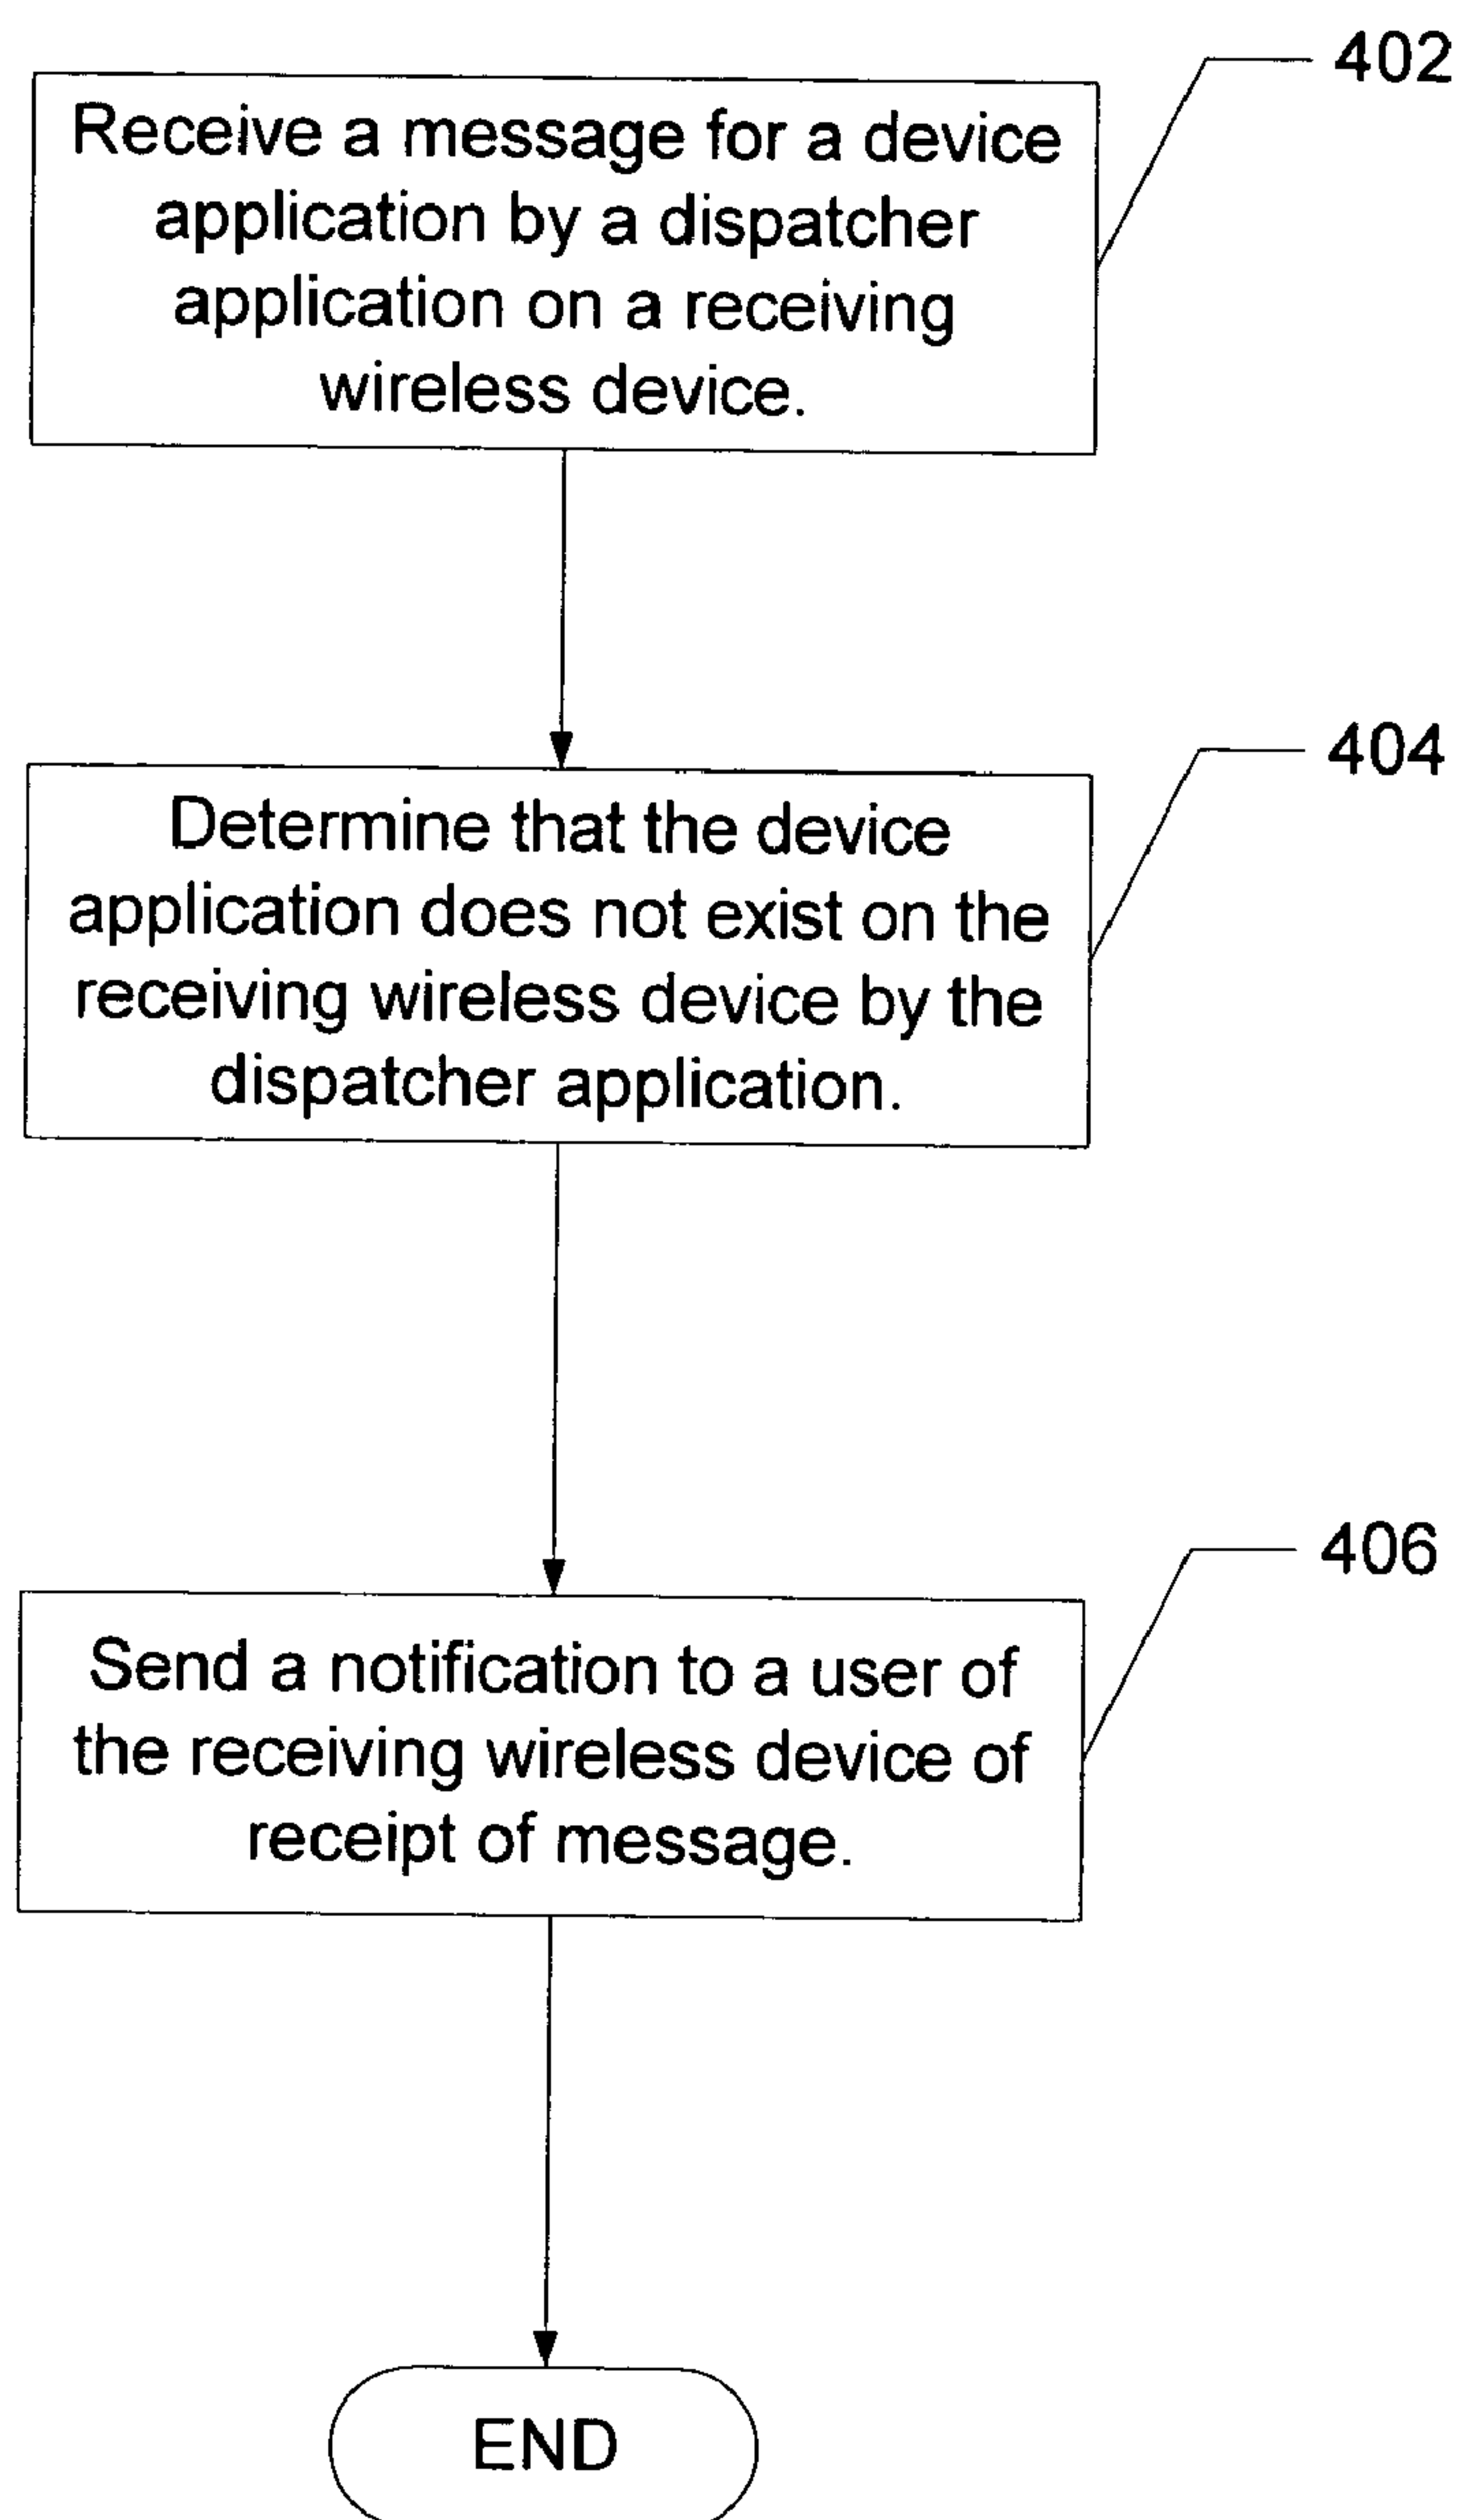 402
Receive a message for a device
application by a dispatcher
application on a receiving
wireless device.
404
Determine that the device
application does not exist on the
receiving wireless device by the
dispatcher application.
406
Send a notification to a user of
the receiving wireless device of
receipt of message.
END